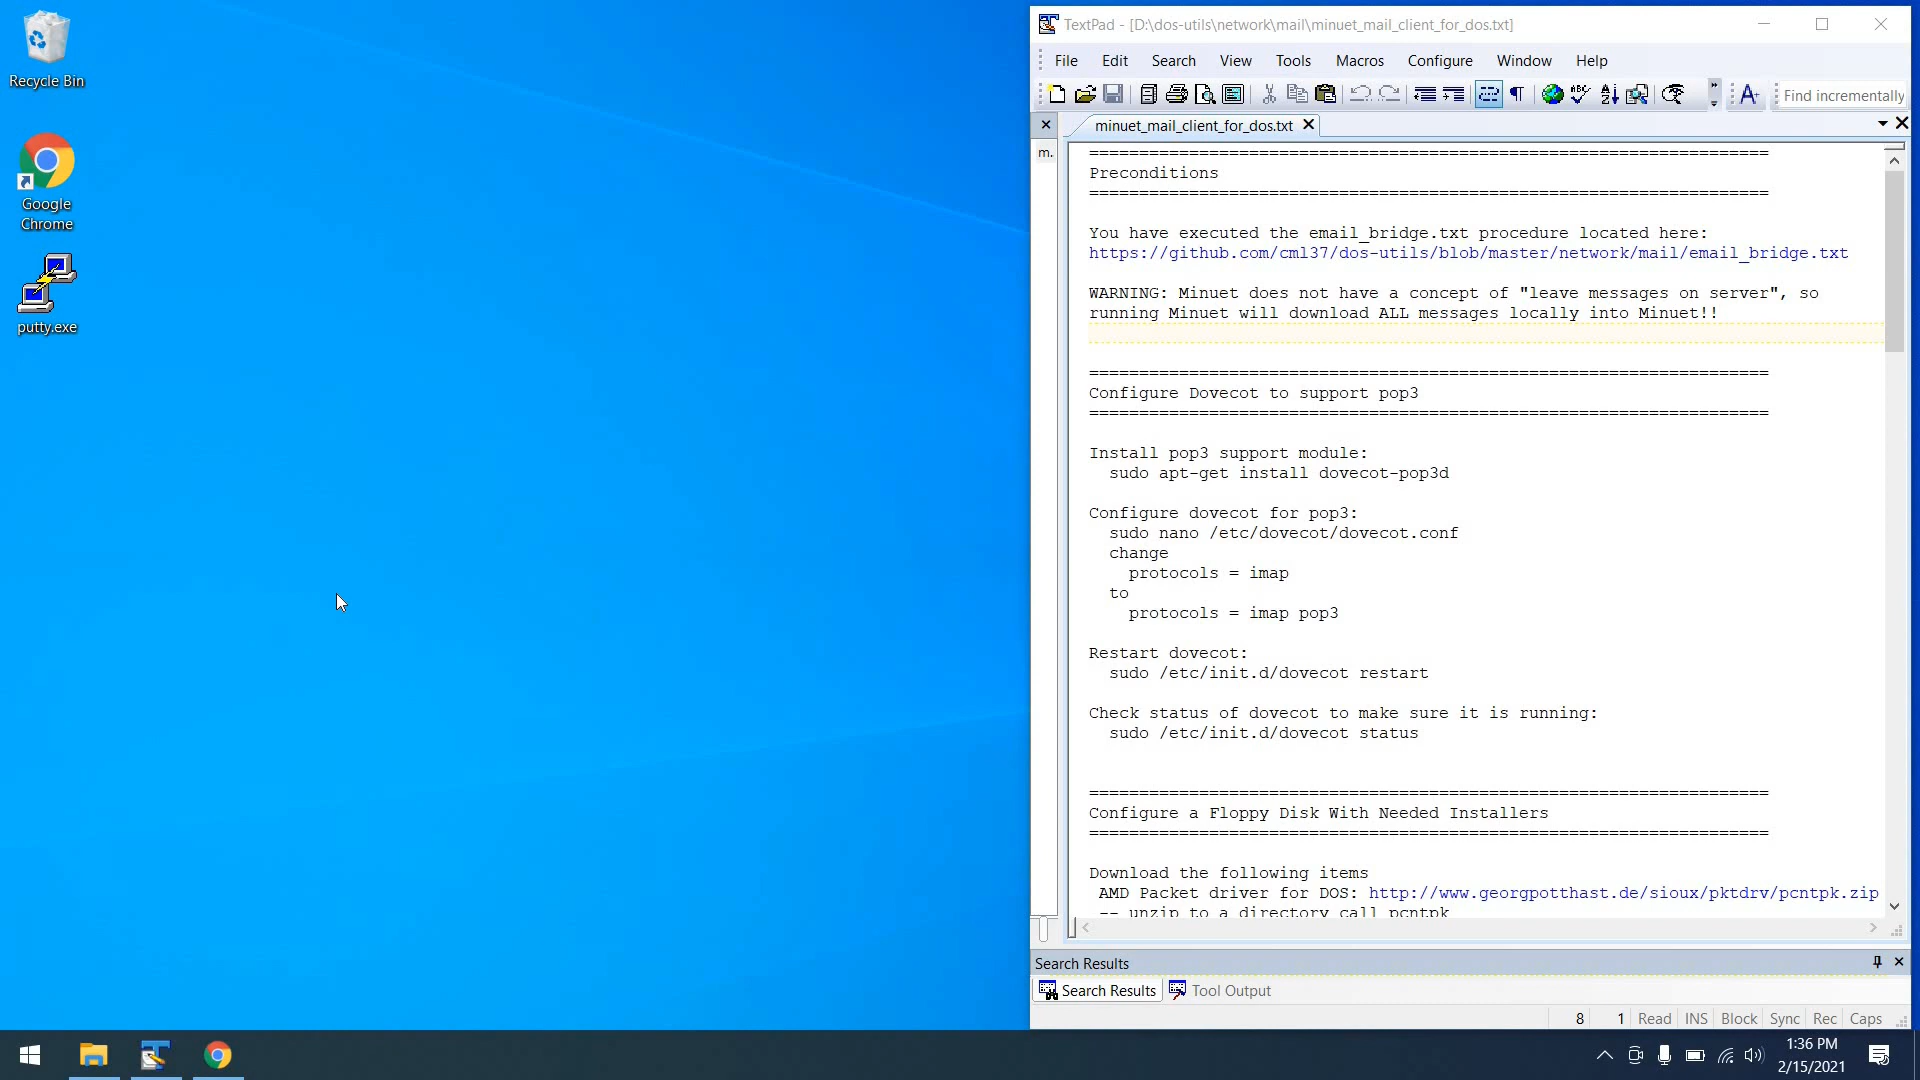 Recycle Bin
Google
Chrome
putty.exe
TextPad - [D:\dos-utils\network\mail\minuet_mail_client_for_dos.txt]
File Edit Search View Tools Macros Configure Window Help
Find incrementally
minuet_mail_client_for_dos.txt
m.
===================================================================
Preconditions
===================================================================
You have executed the email_bridge.txt procedure located here:
https://github.com/cml37/dos-utils/blob/master/network/mail/email_bridge.txt
WARNING: Minuet does not have a concept of "leave messages on server", so
running Minuet will download ALL messages locally into Minuet!!
===================================================================
Configure Dovecot to support pop3
===================================================================
Install pop3 support module:
sudo apt-get install dovecot-pop3d
Configure dovecot for pop3:
sudo nano /etc/dovecot/dovecot.conf
change
protocols = imap
to
protocols = imap pop3
Restart dovecot:
sudo /etc/init.d/dovecot restart
Check status of dovecot to make sure it is running:
sudo /etc/init.d/dovecot status
===================================================================
Configure a Floppy Disk With Needed Installers
===================================================================
Download the following items
AMD Packet driver for DOS: http://www.georgpotthast.de/sioux/pktdrv/pcntpk.zip
-- unzip to a directory call pcntpk
Search Results
Search Results Tool Output
8 1 Read INS Block Sync Rec Caps
1:36 PM
2/15/2021